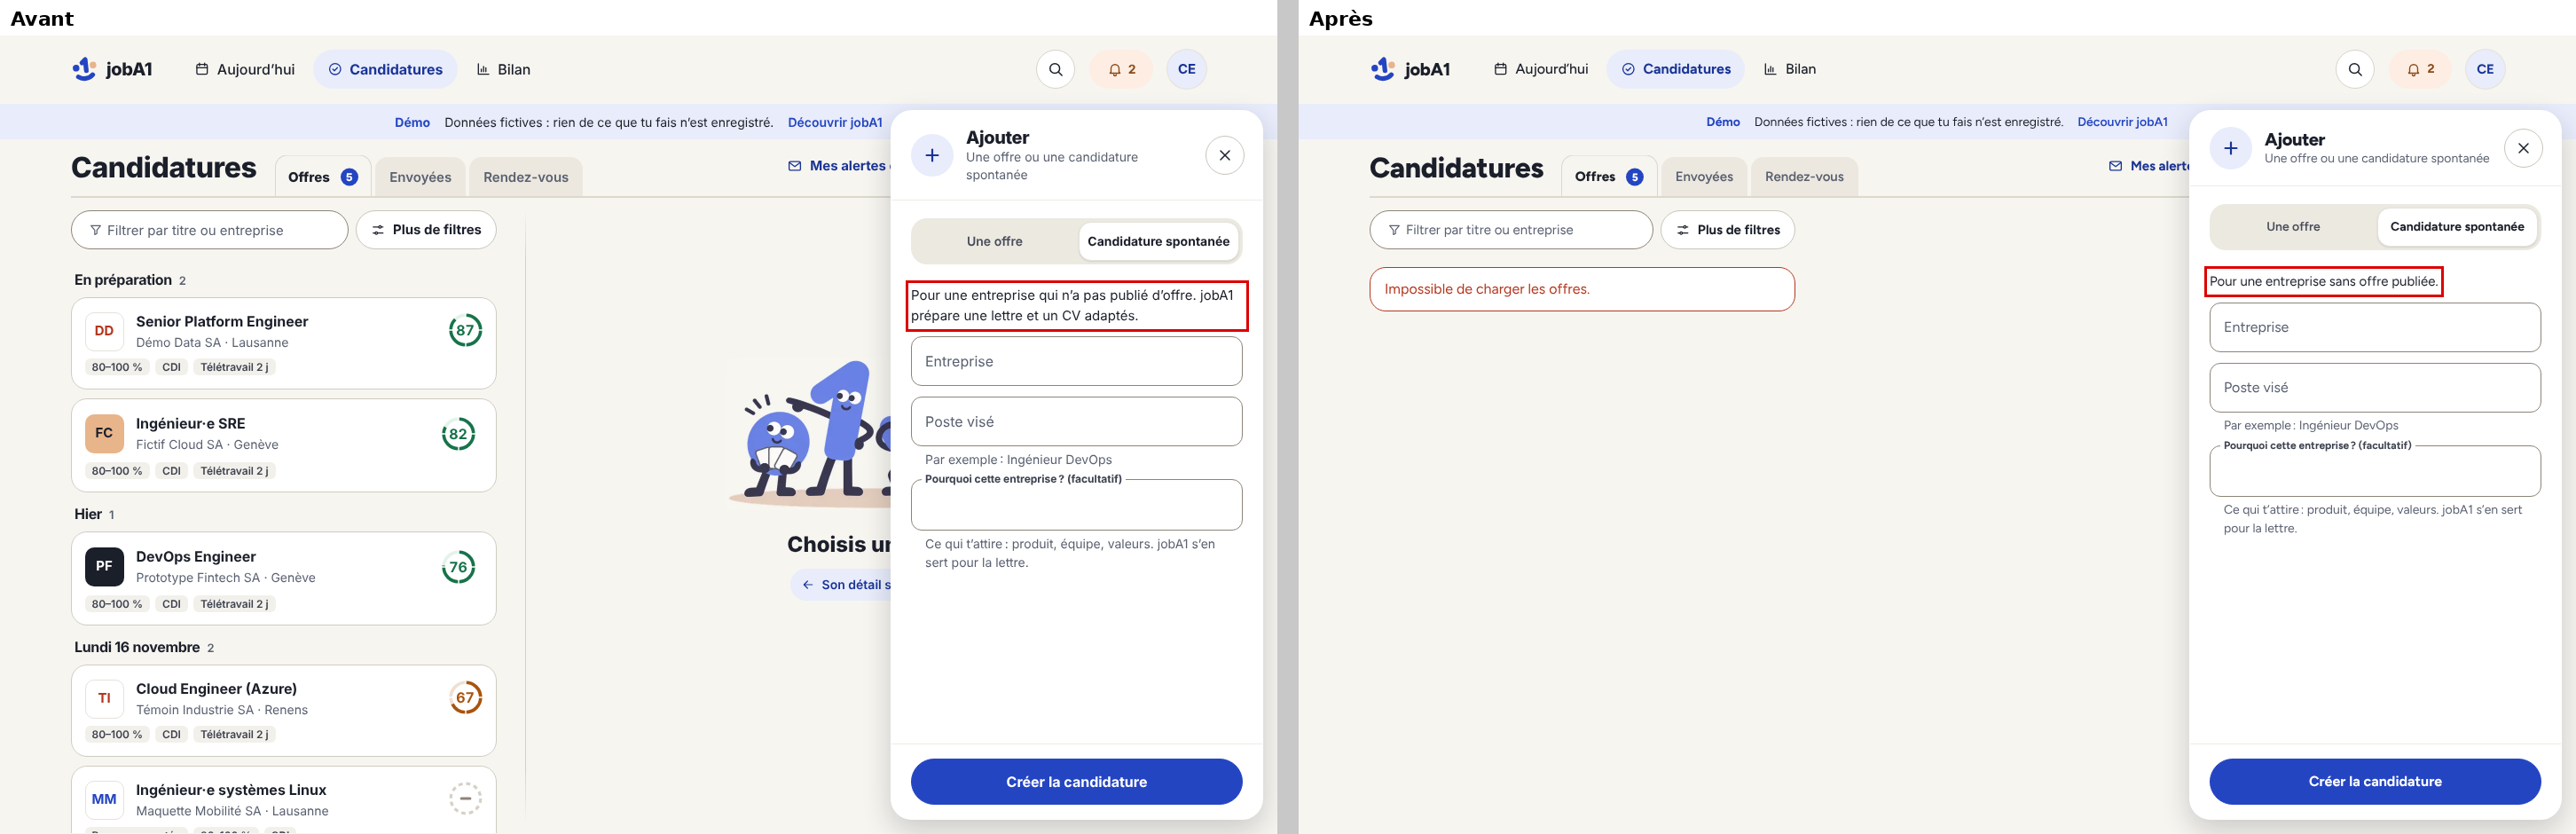 Avant
jobA1
Aujourd'hui
Candidatures
Bilan
2
CE
Démo Données fictives : rien de ce que tu fais n'est enregistré. Découvrir jobA1
Candidatures
Offres 5
Envoyées
Rendez-vous
Mes alertes
Filtrer par titre ou entreprise
Plus de filtres
En préparation 2
DD
Senior Platform Engineer
Démo Data SA · Lausanne
87
80–100 %
CDI
Télétravail 2 j
FC
Ingénieur·e SRE
Fictif Cloud SA · Genève
82
80–100 %
CDI
Télétravail 2 j
Hier 1
PF
DevOps Engineer
Prototype Fintech SA · Genève
76
80–100 %
CDI
Télétravail 2 j
Lundi 16 novembre 2
TI
Cloud Engineer (Azure)
Témoin Industrie SA · Renens
67
80–100 %
CDI
Télétravail 2 j
MM
Ingénieur·e systèmes Linux
Maquette Mobilité SA · Lausanne
Choisis un
Son détail s
Ajouter
Une offre ou une candidature
spontanée
Une offre
Candidature spontanée
Pour une entreprise qui n'a pas publié d'offre. jobA1
prépare une lettre et un CV adaptés.
Entreprise
Poste visé
Par exemple : Ingénieur DevOps
Pourquoi cette entreprise ? (facultatif)
Ce qui t'attire : produit, équipe, valeurs. jobA1 s'en
sert pour la lettre.
Créer la candidature
Après
jobA1
Aujourd'hui
Candidatures
Bilan
2
CE
Démo Données fictives : rien de ce que tu fais n'est enregistré. Découvrir jobA1
Candidatures
Offres 5
Envoyées
Rendez-vous
Mes alerte
Filtrer par titre ou entreprise
Plus de filtres
Impossible de charger les offres.
Ajouter
Une offre ou une candidature spontanée
Une offre
Candidature spontanée
Pour une entreprise sans offre publiée.
Entreprise
Poste visé
Par exemple : Ingénieur DevOps
Pourquoi cette entreprise ? (facultatif)
Ce qui t'attire : produit, équipe, valeurs. jobA1 s'en sert
pour la lettre.
Créer la candidature